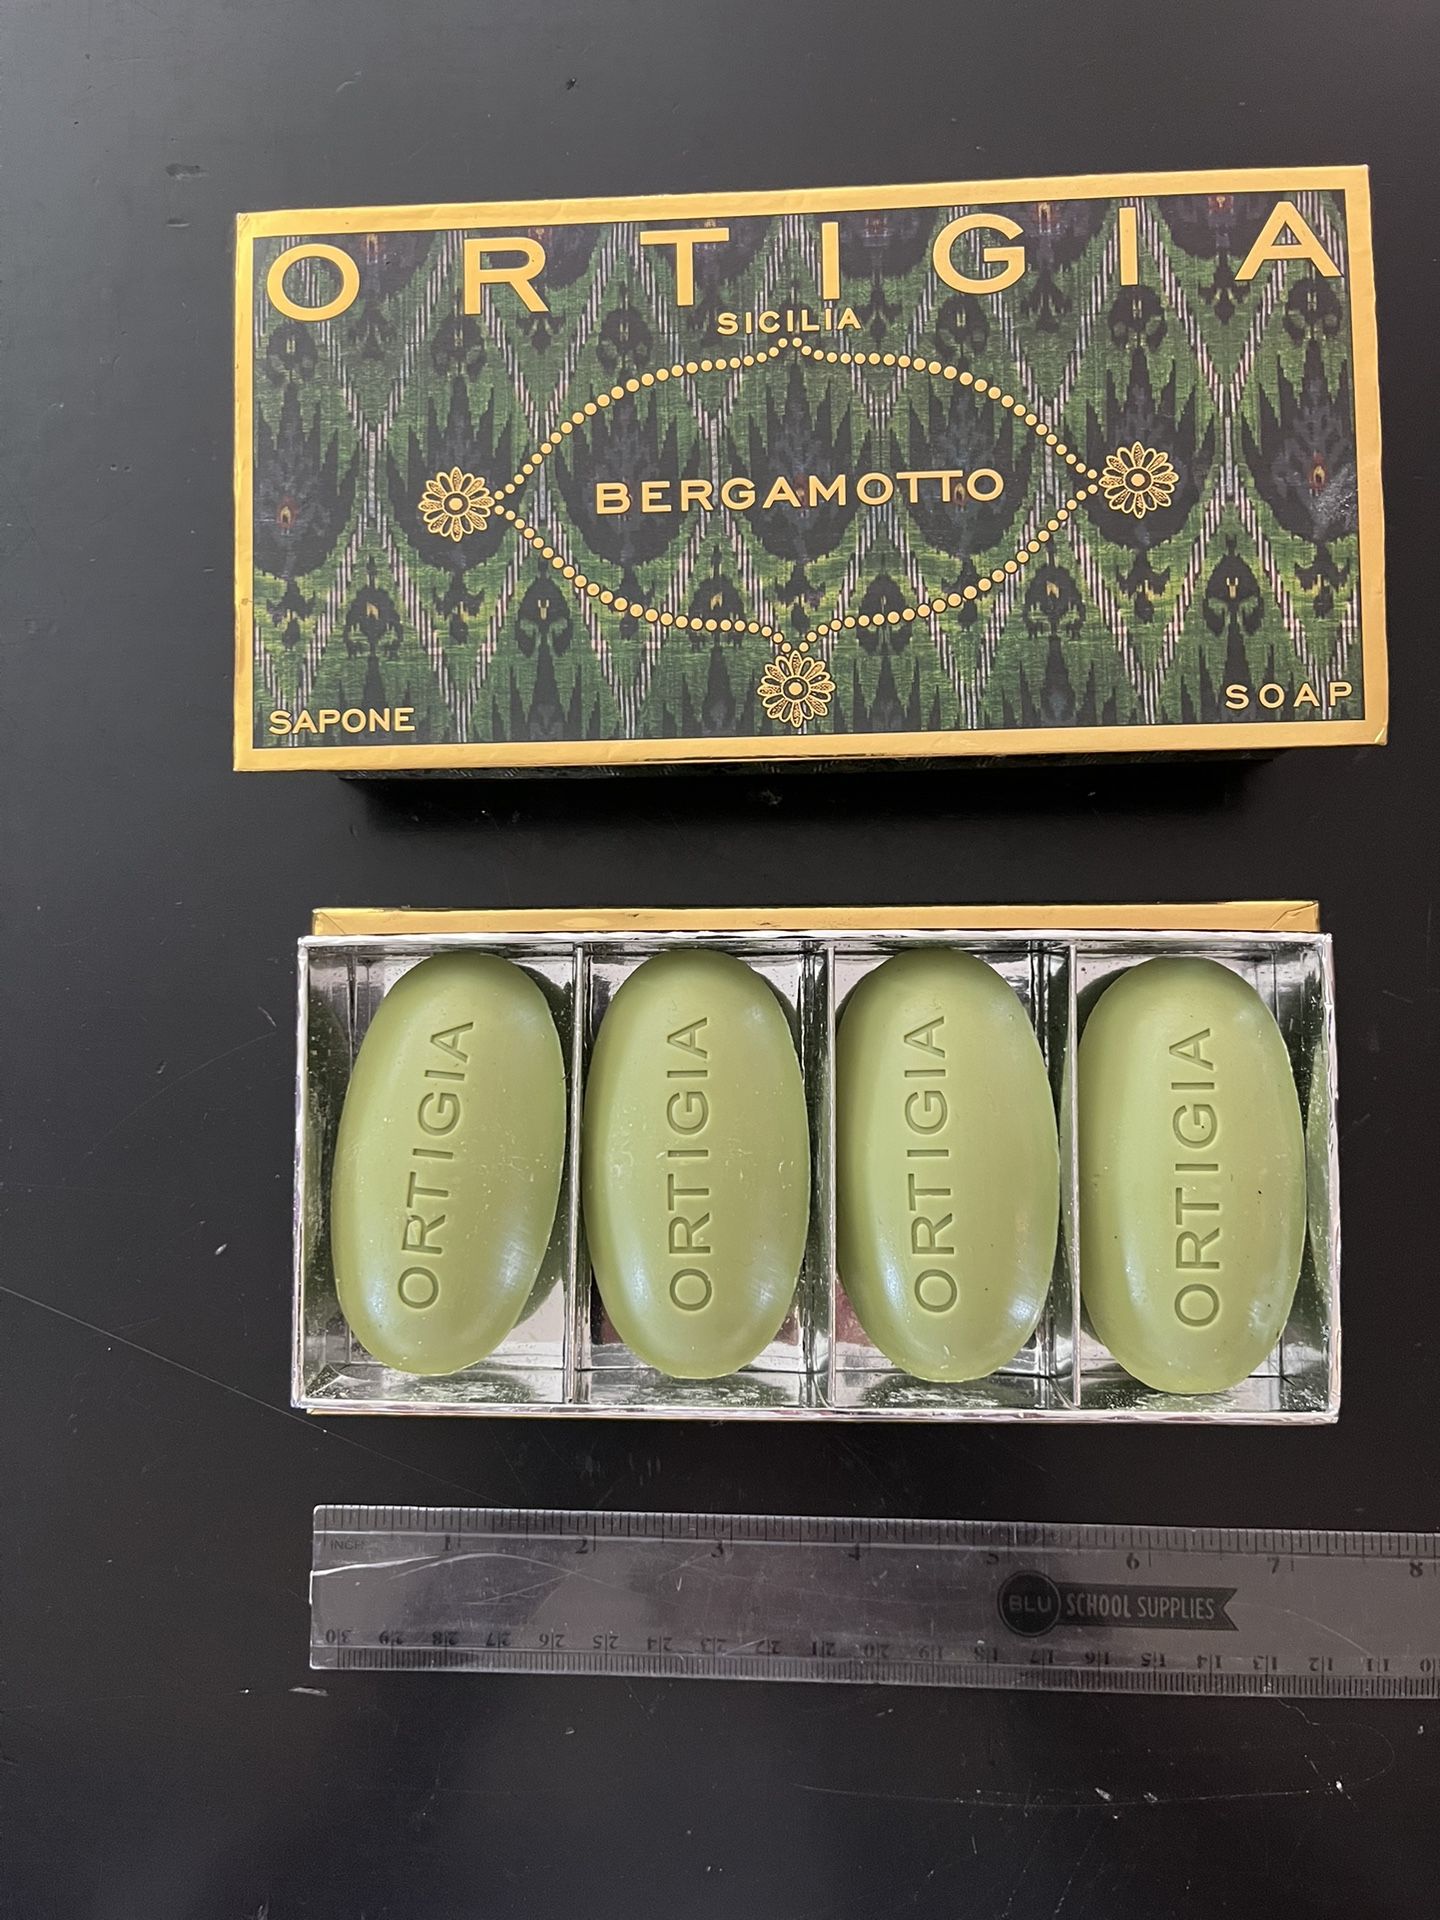 ORTIGIA
SICILIA
BERGAMOTTO
SAPONE
SOAP
ORTIGIA
ORTIGIA
ORTIGIA
ORTIGIA
INCH 1 2 3 4 5 6 7 8
BLU SCHOOL SUPPLIES
30 29 28 27 26 25 24 23 22 21 20 19 18 17 16 15 14 13 12 11 10